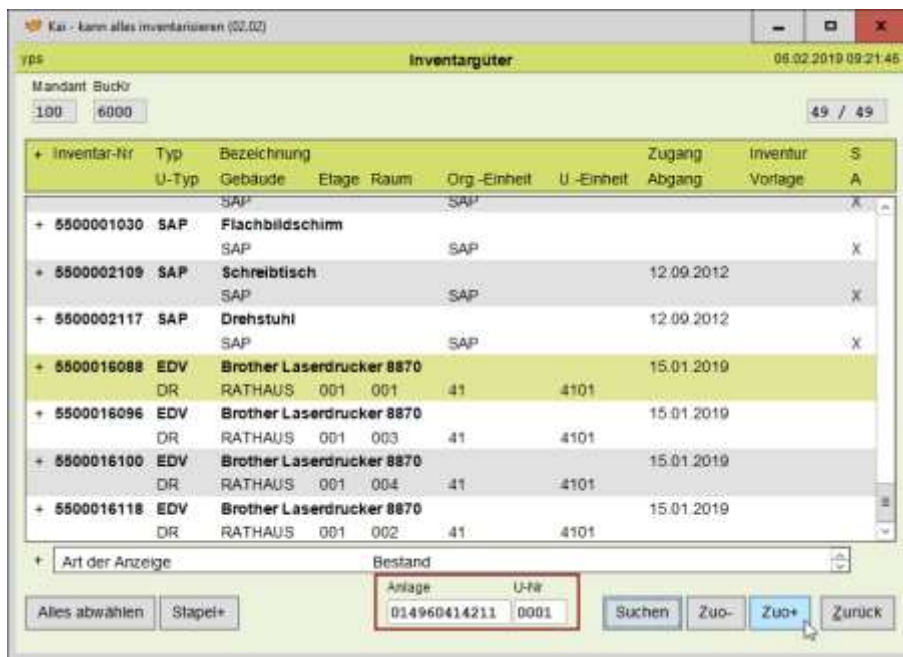 Kai - kann alles inventarisieren (02.02)
yps Inventargüter 06.02.2019 09:21:46
Mandant BucKr
100 6000 49 / 49
+ Inventar-Nr Typ Bezeichnung Zugang Inventur S
U-Typ Gebäude Etage Raum Org.-Einheit U.-Einheit Abgang Vorlage A
SAP SAP X
+ 5500001030 SAP Flachbildschirm
SAP SAP X
+ 5500002109 SAP Schreibtisch 12.09.2012
SAP SAP X
+ 5500002117 SAP Drehstuhl 12.09.2012
SAP SAP X
+ 5500016088 EDV Brother Laserdrucker 8870 15.01.2019
DR RATHAUS 001 001 41 4101
+ 5500016096 EDV Brother Laserdrucker 8870 15.01.2019
DR RATHAUS 001 003 41 4101
+ 5500016100 EDV Brother Laserdrucker 8870 15.01.2019
DR RATHAUS 001 004 41 4101
+ 5500016118 EDV Brother Laserdrucker 8870 15.01.2019
DR RATHAUS 001 002 41 4101
+ Art der Anzeige Bestand
Anlage U-Nr
014960414211 0001
Alles abwählen Stapel+ Suchen Zuo- Zuo+ Zurück